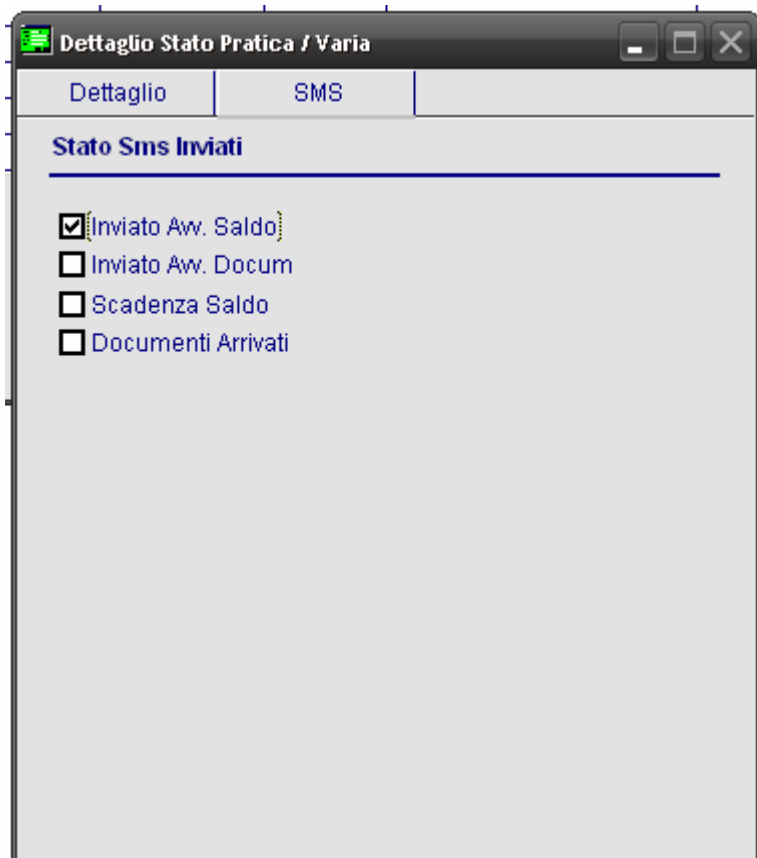 Dettaglio Stato Pratica / Varia
Dettaglio SMS
Stato Sms Inviati
Inviato Avv. Saldo
Inviato Avv. Docum
Scadenza Saldo
Documenti Arrivati